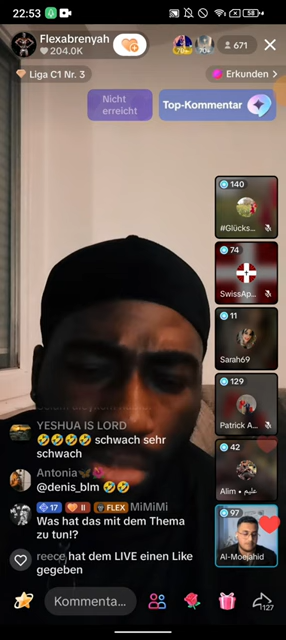 22:53
58
Flexabrenyah
204.0K
671
Liga C1 Nr. 3
Erkunden >
Nicht
erreicht
Top-Kommentar
140
#Glücks...
74
SwissAp...
11
Sarah69
129
Patrick A...
42
Alim • عليم
97
Al-Moejahid
YESHUA IS LORD
🤣🤣🤣🤣 schwach sehr
schwach
Antonia🦋🌹
@denis_blm 🤣🤣
17 II FLEX MiMiMi
Was hat das mit dem Thema
zu tun!?
reece hat dem LIVE einen Like
gegeben
Kommenta...
127